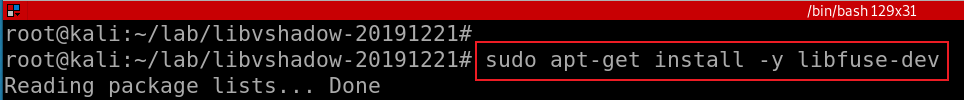 /bin/bash 129x31
root@kali:~/lab/libvshadow-20191221#
root@kali:~/lab/libvshadow-20191221# sudo apt-get install -y libfuse-dev
Reading package lists... Done